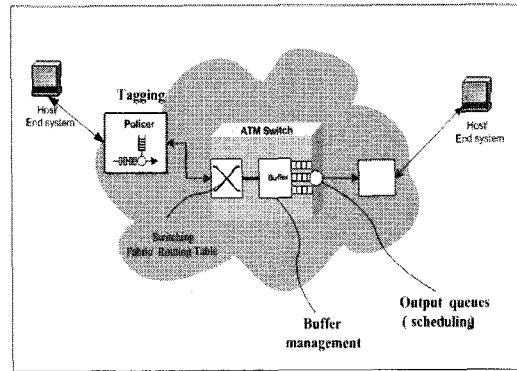 Host/
End system
Tagging
Policer
ATM Switch
Buffer
Switching
Fabric/ Routing Table
Host/
End system
Buffer
management
Output queues
( scheduling)